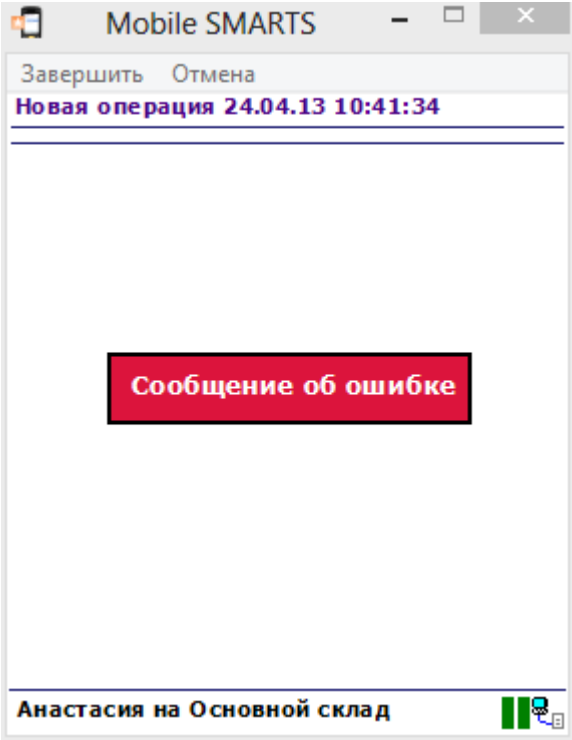 Mobile SMARTS
Завершить Отмена
Новая операция 24.04.13 10:41:34
Сообщение об ошибке
Анастасия на Основной склад